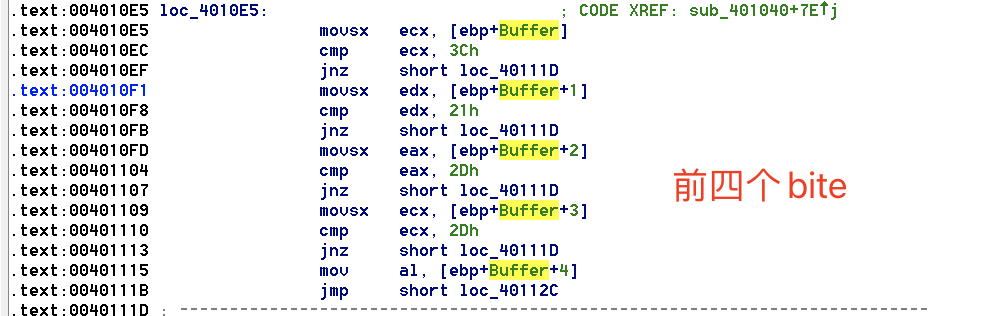 .text:004010E5 loc_4010E5: ; CODE XREF: sub_401040+7E↑j
.text:004010E5 movsx ecx, [ebp+Buffer]
.text:004010EC cmp ecx, 3Ch
.text:004010EF jnz short loc_40111D
.text:004010F1 movsx edx, [ebp+Buffer+1]
.text:004010F8 cmp edx, 21h
.text:004010FB jnz short loc_40111D
.text:004010FD movsx eax, [ebp+Buffer+2]
.text:00401104 cmp eax, 2Dh
.text:00401107 jnz short loc_40111D
.text:00401109 movsx ecx, [ebp+Buffer+3]
.text:00401110 cmp ecx, 2Dh
.text:00401113 jnz short loc_40111D
.text:00401115 mov al, [ebp+Buffer+4]
.text:0040111B jmp short loc_40112C
.text:0040111D ; ---------------------------------------------------------------------------
前四个 bite